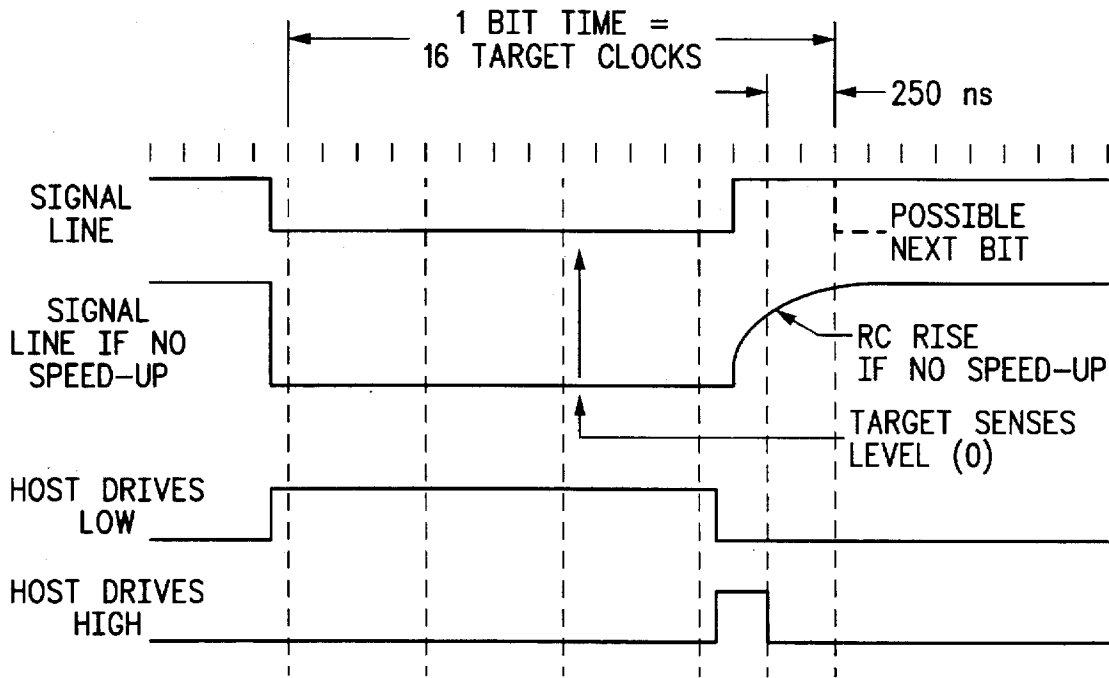 1 BIT TIME =
16 TARGET CLOCKS
250 ns
SIGNAL
LINE
POSSIBLE
NEXT BIT
SIGNAL
LINE IF NO
SPEED-UP
RC RISE
IF NO SPEED-UP
TARGET SENSES
LEVEL (0)
HOST DRIVES
LOW
HOST DRIVES
HIGH